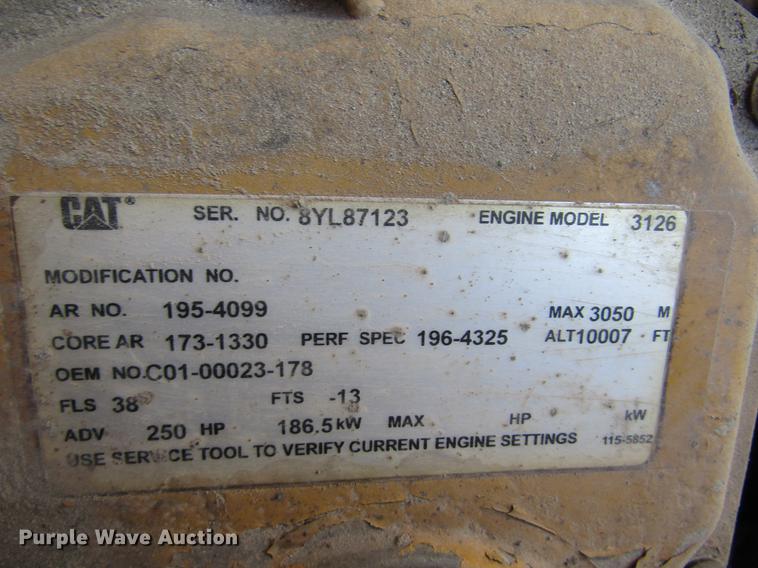 CAT® SER. NO. 8YL87123 ENGINE MODEL 3126
MODIFICATION NO.
AR NO. 195-4099 MAX 3050 M
CORE AR 173-1330 PERF SPEC 196-4325 ALT 10007 FT
OEM NO. C01-00023-178
FLS 38 FTS -13
ADV 250 HP 186.5 kW MAX HP kW
USE SERVICE TOOL TO VERIFY CURRENT ENGINE SETTINGS 115-5852
Purple Wave Auction